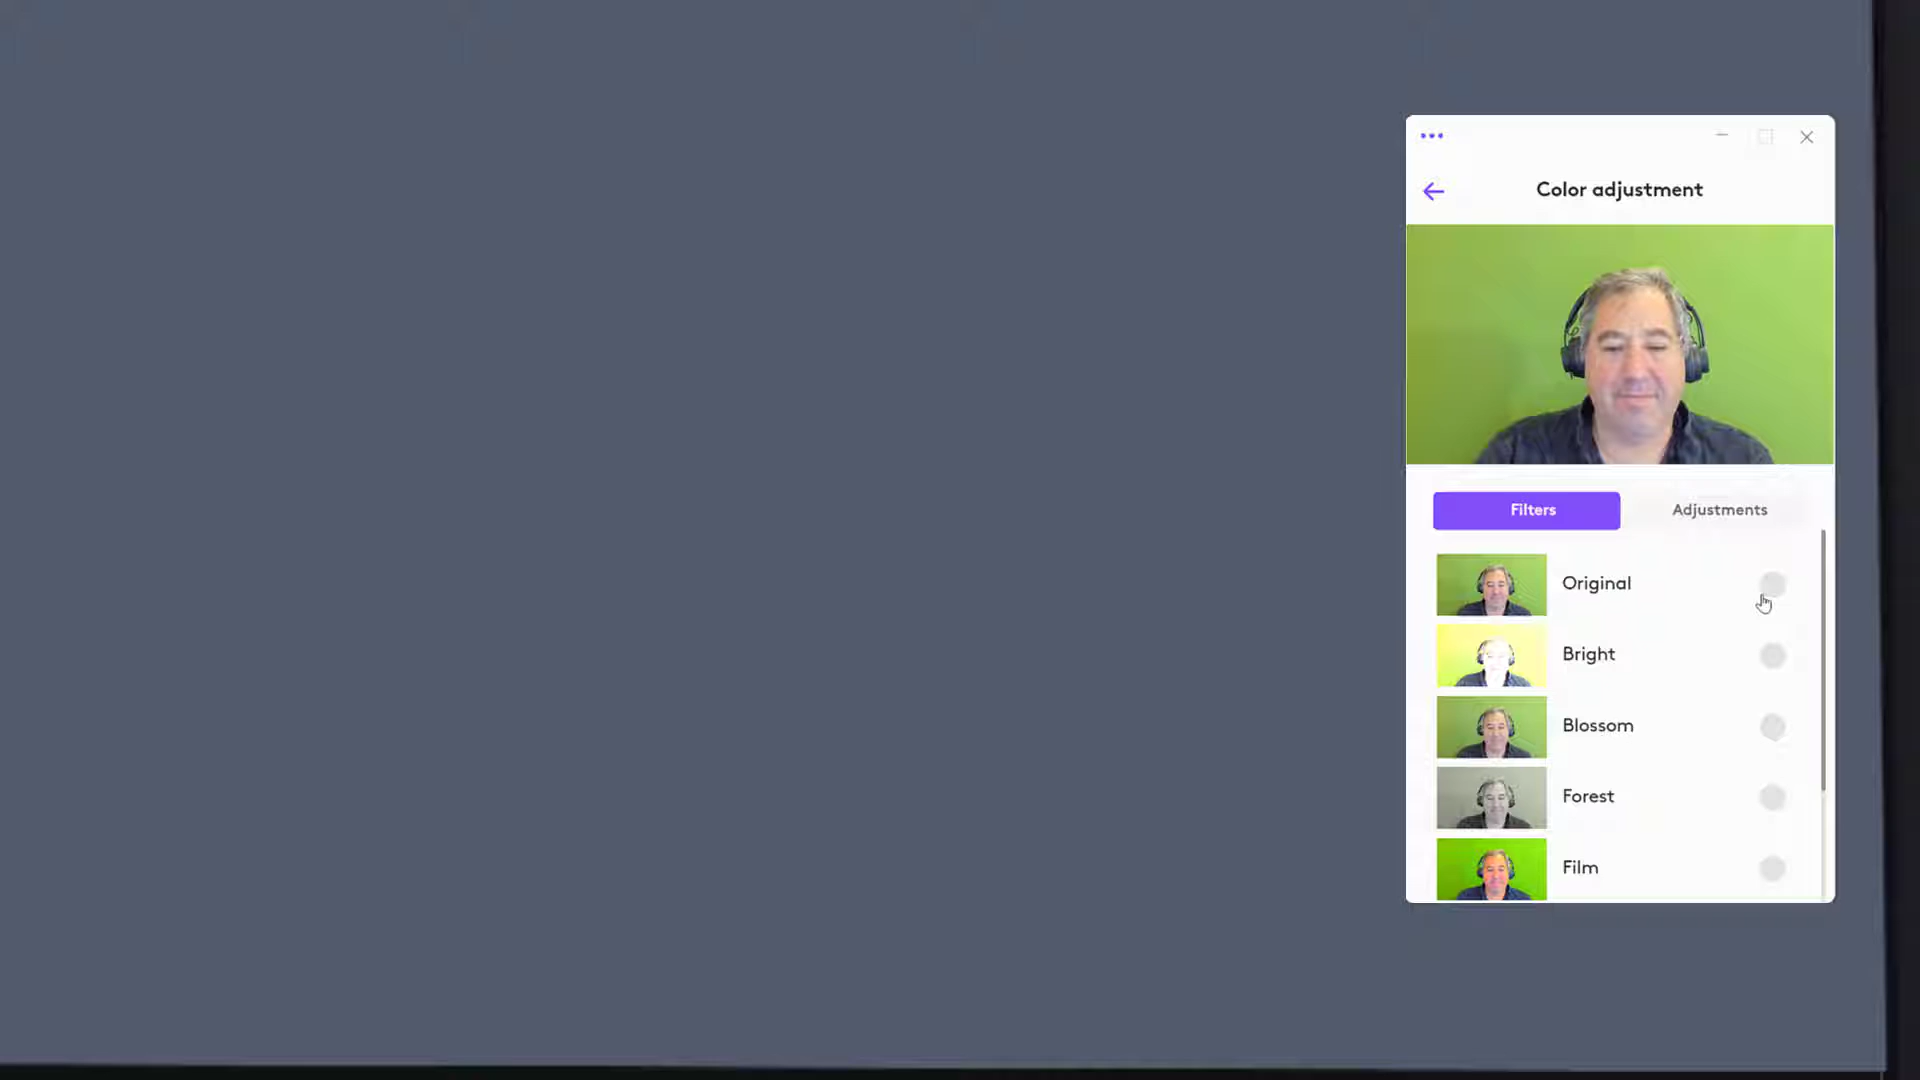 Color adjustment
Filters
Adjustments
Original
Bright
Blossom
Forest
Film